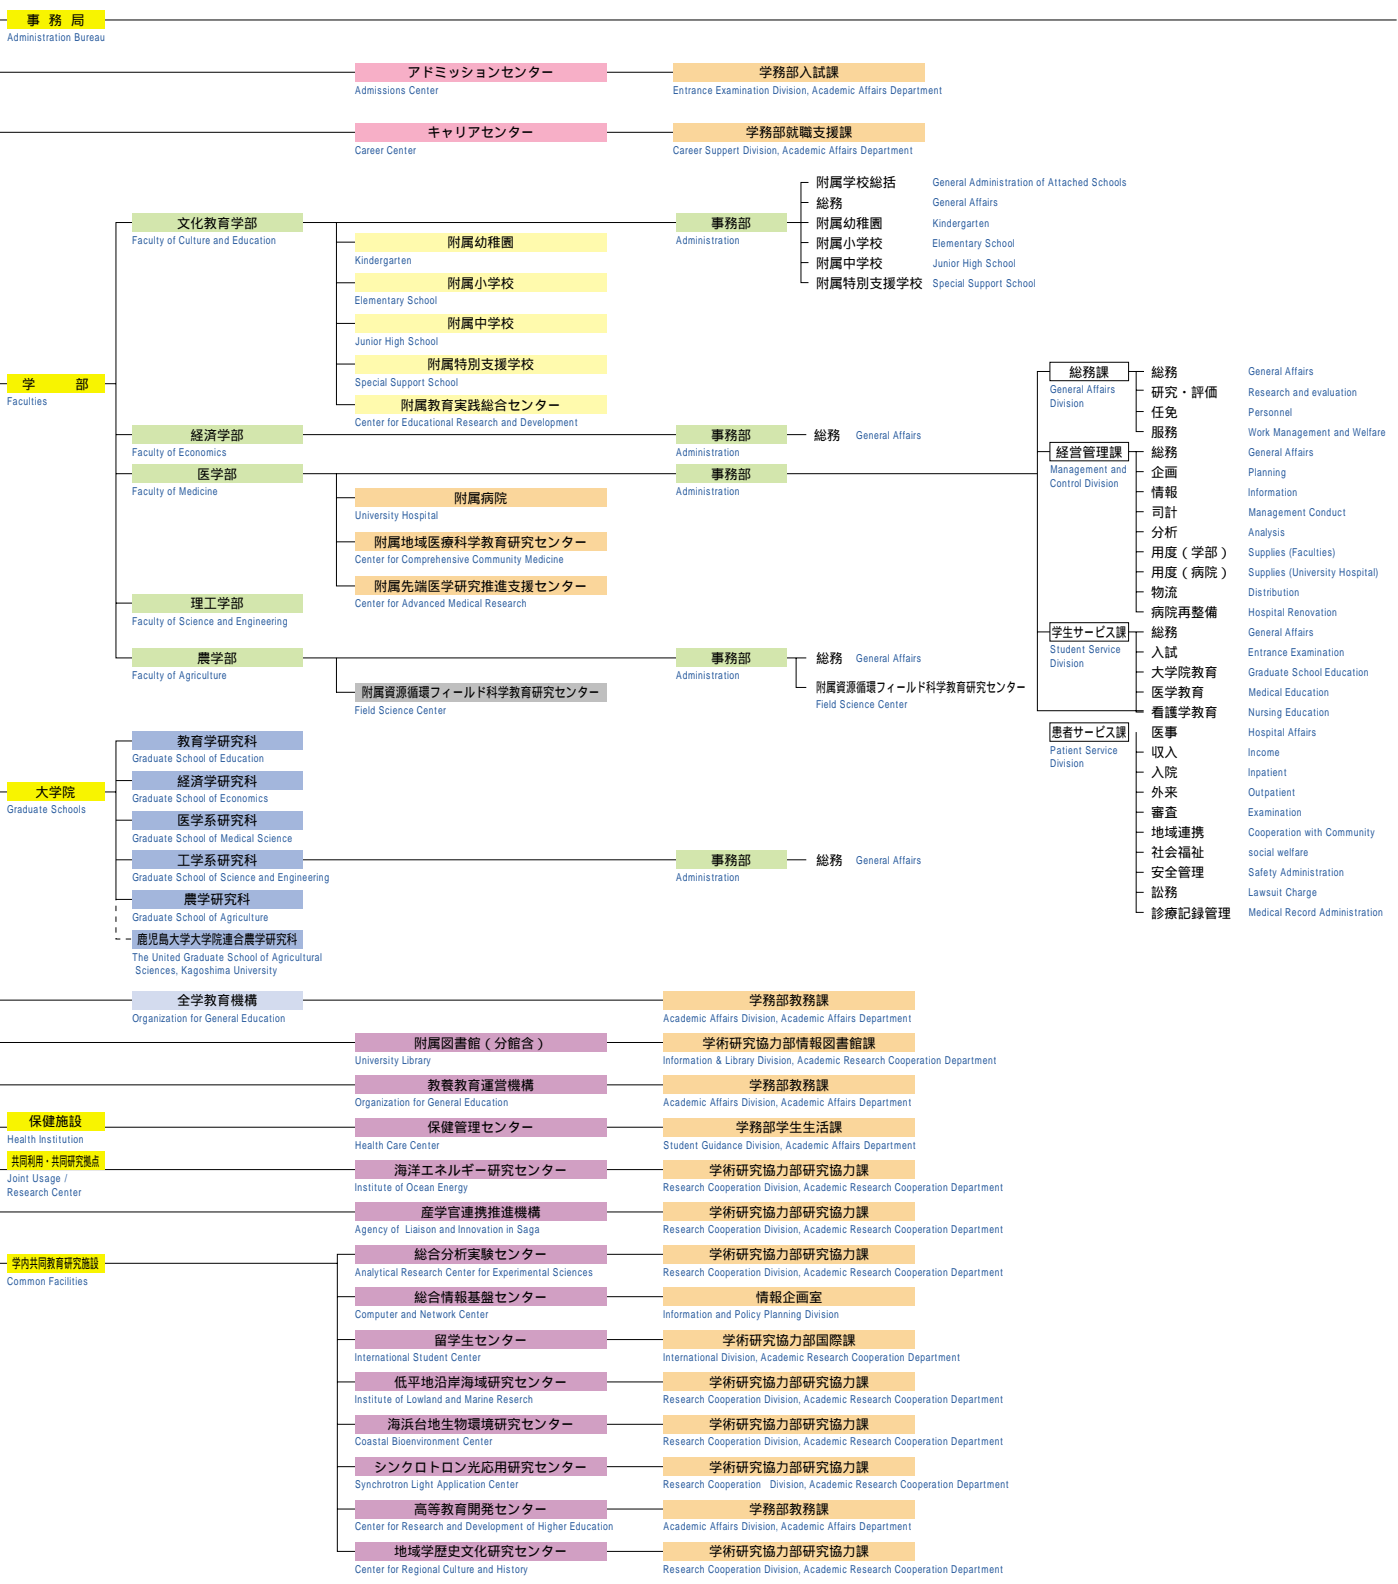 事務局
Administration Bureau
アドミッションセンター
Admissions Center
学務部入試課
Entrance Examination Division, Academic Affairs Department
キャリアセンター
Career Center
学務部就職支援課
Career Support Division, Academic Affairs Department
学 部
Faculties
文化教育学部
Faculty of Culture and Education
附属幼稚園
Kindergarten
附属小学校
Elementary School
附属中学校
Junior High School
附属特別支援学校
Special Support School
附属教育実践総合センター
Center for Educational Research and Development
事務部
Administration
附属学校総括 General Administration of Attached Schools
総務 General Affairs
附属幼稚園 Kindergarten
附属小学校 Elementary School
附属中学校 Junior High School
附属特別支援学校 Special Support School
経済学部
Faculty of Economics
事務部
Administration
総務 General Affairs
医学部
Faculty of Medicine
附属病院
University Hospital
附属地域医療科学教育研究センター
Center for Comprehensive Community Medicine
附属先端医学研究推進支援センター
Center for Advanced Medical Research
事務部
Administration
総務課
General Affairs
Division
総務 General Affairs
研究・評価 Research and evaluation
任免 Personnel
服務 Work Management and Welfare
経営管理課
Management and
Control Division
総務 General Affairs
企画 Planning
情報 Information
司計 Management Conduct
分析 Analysis
用度（学部） Supplies (Faculties)
用度（病院） Supplies (University Hospital)
物流 Distribution
病院再整備 Hospital Renovation
学生サービス課
Student Service
Division
総務 General Affairs
入試 Entrance Examination
大学院教育 Graduate School Education
医学教育 Medical Education
看護学教育 Nursing Education
患者サービス課
Patient Service
Division
医事 Hospital Affairs
収入 Income
入院 Inpatient
外来 Outpatient
審査 Examination
地域連携 Cooperation with Community
社会福祉 social welfare
安全管理 Safety Administration
訟務 Lawsuit Charge
診療記録管理 Medical Record Administration
理工学部
Faculty of Science and Engineering
農学部
Faculty of Agriculture
附属資源循環フィールド科学教育研究センター
Field Science Center
事務部
Administration
総務 General Affairs
附属資源循環フィールド科学教育研究センター
Field Science Center
大学院
Graduate Schools
教育学研究科
Graduate School of Education
経済学研究科
Graduate School of Economics
医学系研究科
Graduate School of Medical Science
工学系研究科
Graduate School of Science and Engineering
事務部
Administration
総務 General Affairs
農学研究科
Graduate School of Agriculture
鹿児島大学大学院連合農学研究科
The United Graduate School of Agricultural
Sciences, Kagoshima University
全学教育機構
Organization for General Education
学務部教務課
Academic Affairs Division, Academic Affairs Department
附属図書館（分館含）
University Library
学術研究協力部情報図書館課
Information & Library Division, Academic Research Cooperation Department
教養教育運営機構
Organization for General Education
学務部教務課
Academic Affairs Division, Academic Affairs Department
保健施設
Health Institution
保健管理センター
Health Care Center
学務部学生生活課
Student Guidance Division, Academic Affairs Department
共同利用・共同研究拠点
Joint Usage /
Research Center
海洋エネルギー研究センター
Institute of Ocean Energy
学術研究協力部研究協力課
Research Cooperation Division, Academic Research Cooperation Department
産学官連携推進機構
Agency of Liaison and Innovation in Saga
学術研究協力部研究協力課
Research Cooperation Division, Academic Research Cooperation Department
学内共同教育研究施設
Common Facilities
総合分析実験センター
Analytical Research Center for Experimental Sciences
学術研究協力部研究協力課
Research Cooperation Division, Academic Research Cooperation Department
総合情報基盤センター
Computer and Network Center
情報企画室
Information and Policy Planning Division
留学生センター
International Student Center
学術研究協力部国際課
International Division, Academic Research Cooperation Department
低平地沿岸海域研究センター
Institute of Lowland and Marine Reserch
学術研究協力部研究協力課
Research Cooperation Division, Academic Research Cooperation Department
海浜台地生物環境研究センター
Coastal Bioenvironment Center
学術研究協力部研究協力課
Research Cooperation Division, Academic Research Cooperation Department
シンクロトロン光応用研究センター
Synchrotron Light Application Center
学術研究協力部研究協力課
Research Cooperation Division, Academic Research Cooperation Department
高等教育開発センター
Center for Research and Development of Higher Education
学務部教務課
Academic Affairs Division, Academic Affairs Department
地域学歴史文化研究センター
Center for Regional Culture and History
学術研究協力部研究協力課
Research Cooperation Division, Academic Research Cooperation Department